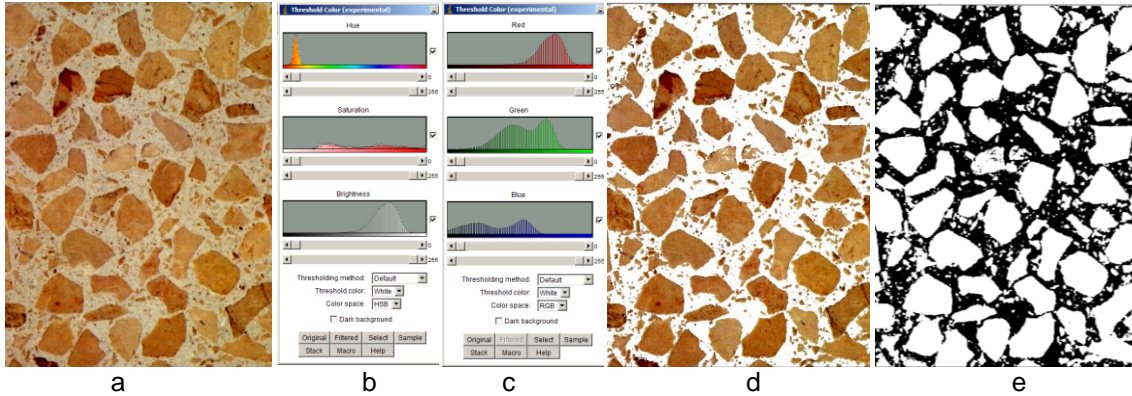 Threshold Color (experimental)
Hue
0
255
Saturation
0
255
Brightness
0
255
Thresholding method: Default
Threshold color: White
Color space: HSB
Dark background
Original Filtered Select Sample
Stack Macro Help
Threshold Color (experimental)
Red
0
255
Green
0
255
Blue
0
255
Thresholding method: Default
Threshold color: White
Color space: RGB
Dark background
Original Filtered Select Sample
Stack Macro Help
a b c d e